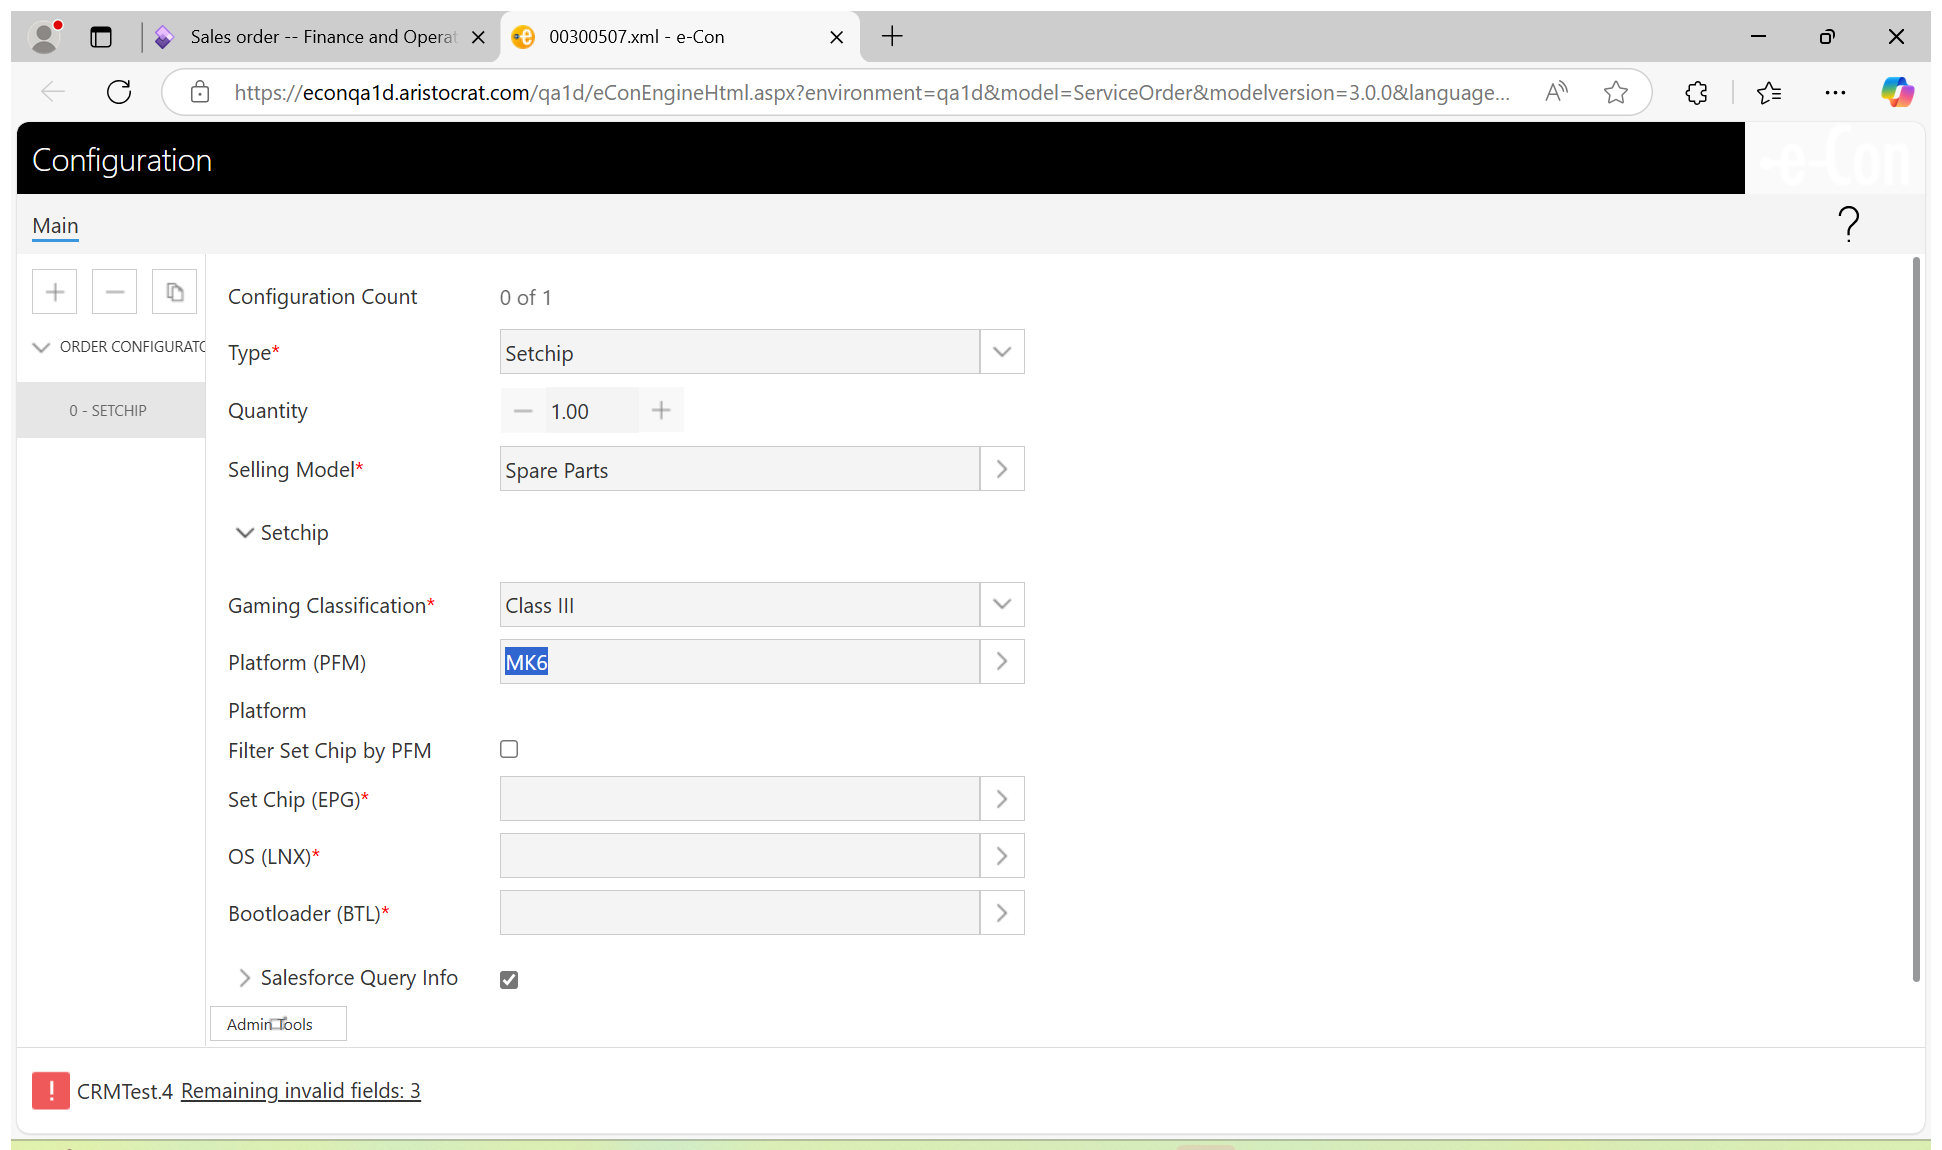 Sales order -- Finance and Operat
00300507.xml - e-Con
https://econqa1d.aristocrat.com/qa1d/eConEngineHtml.aspx?environment=qa1d&model=ServiceOrder&modelversion=3.0.0&language...
Configuration
e-Con
Main
?
Configuration Count 0 of 1
ORDER CONFIGURATO
Type* Setchip
0 - SETCHIP
Quantity 1.00
Selling Model* Spare Parts
Setchip
Gaming Classification* Class III
Platform (PFM) MK6
Platform
Filter Set Chip by PFM
Set Chip (EPG)*
OS (LNX)*
Bootloader (BTL)*
Salesforce Query Info
Admin Tools
CRMTest.4 Remaining invalid fields: 3